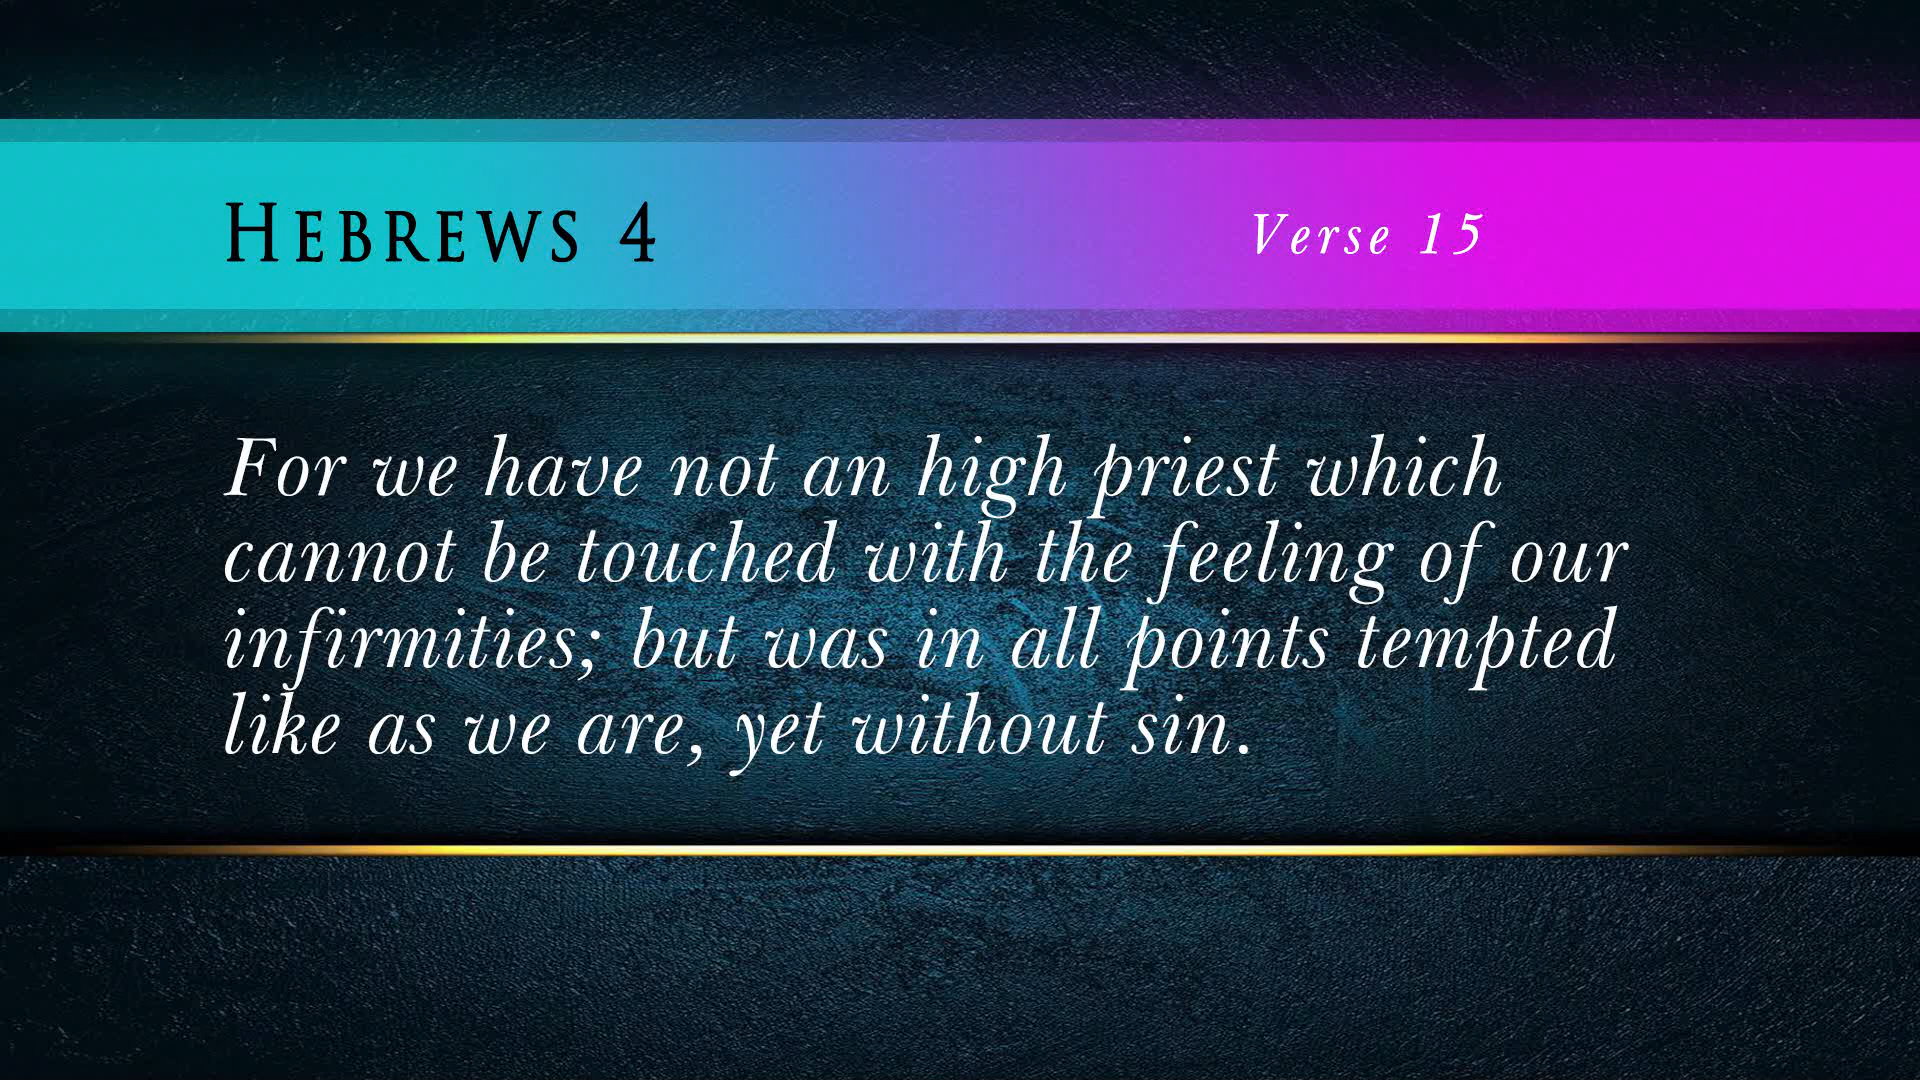 HEBREWS 4
Verse 15
For we have not an high priest which
cannot be touched with the feeling of our
infirmities; but was in all points tempted
like as we are, yet without sin.